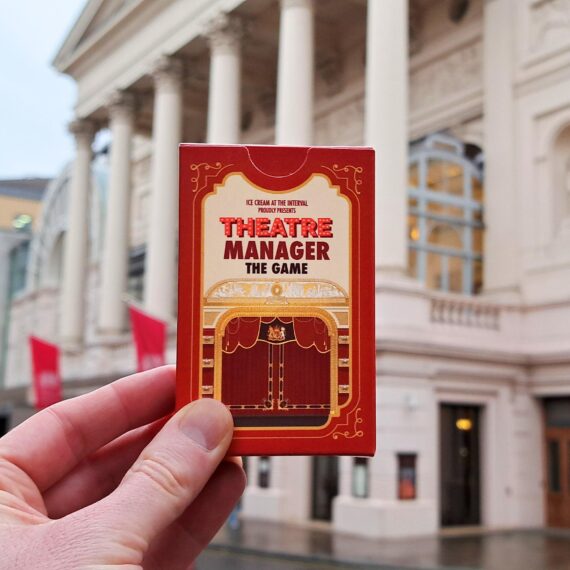 ICE CREAM AT THE INTERVAL
PROUDLY PRESENTS
THEATRE
MANAGER
THE GAME